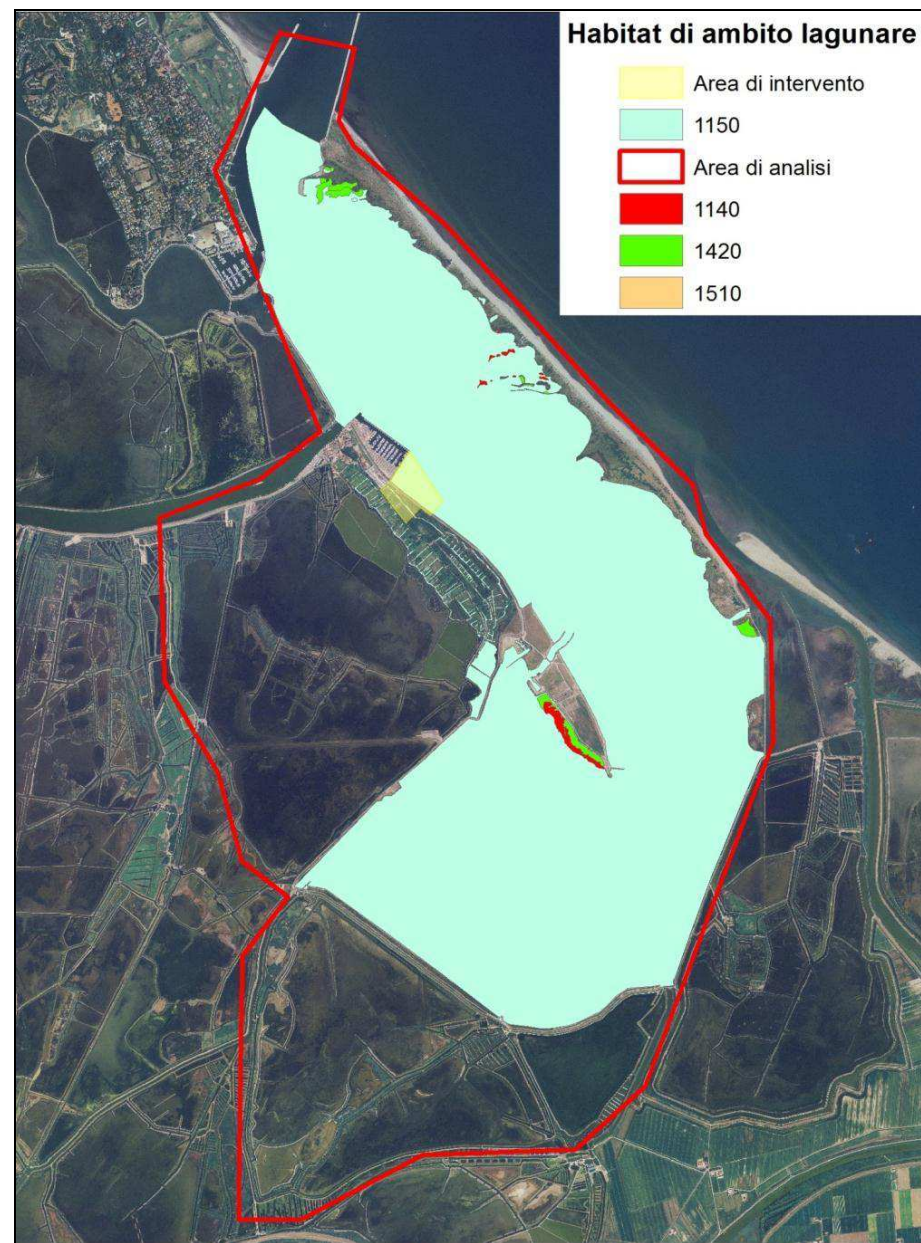 Habitat di ambito lagunare
Area di intervento
1150
Area di analisi
1140
1420
1510